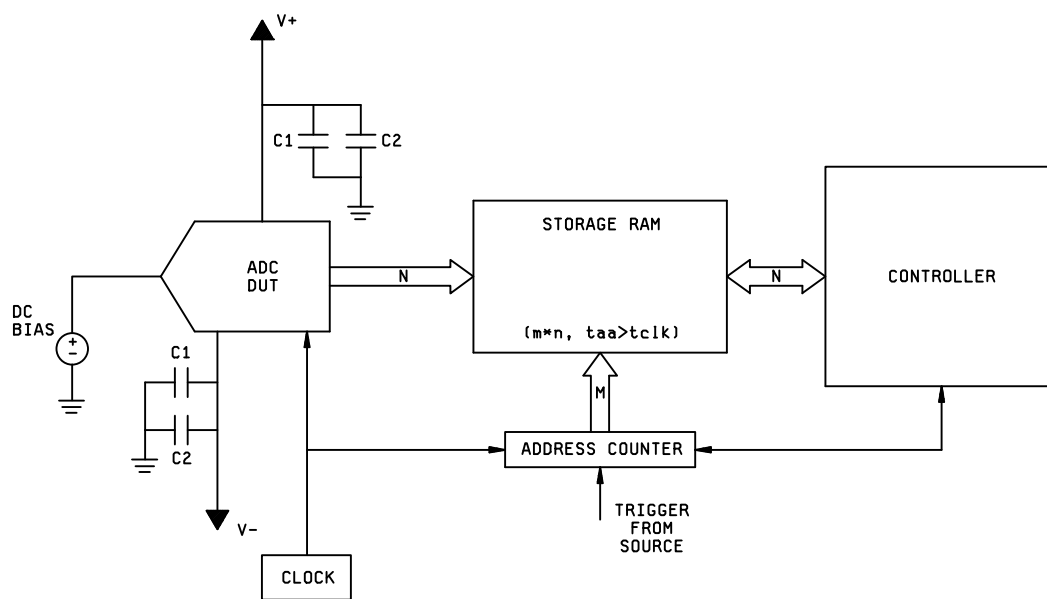 V+
C1
C2
STORAGE RAM
ADC
DUT
N
N
CONTROLLER
DC
BIAS
+
-
(m*n, taa>tclk)
C1
M
C2
ADDRESS COUNTER
V-
TRIGGER
FROM
SOURCE
CLOCK